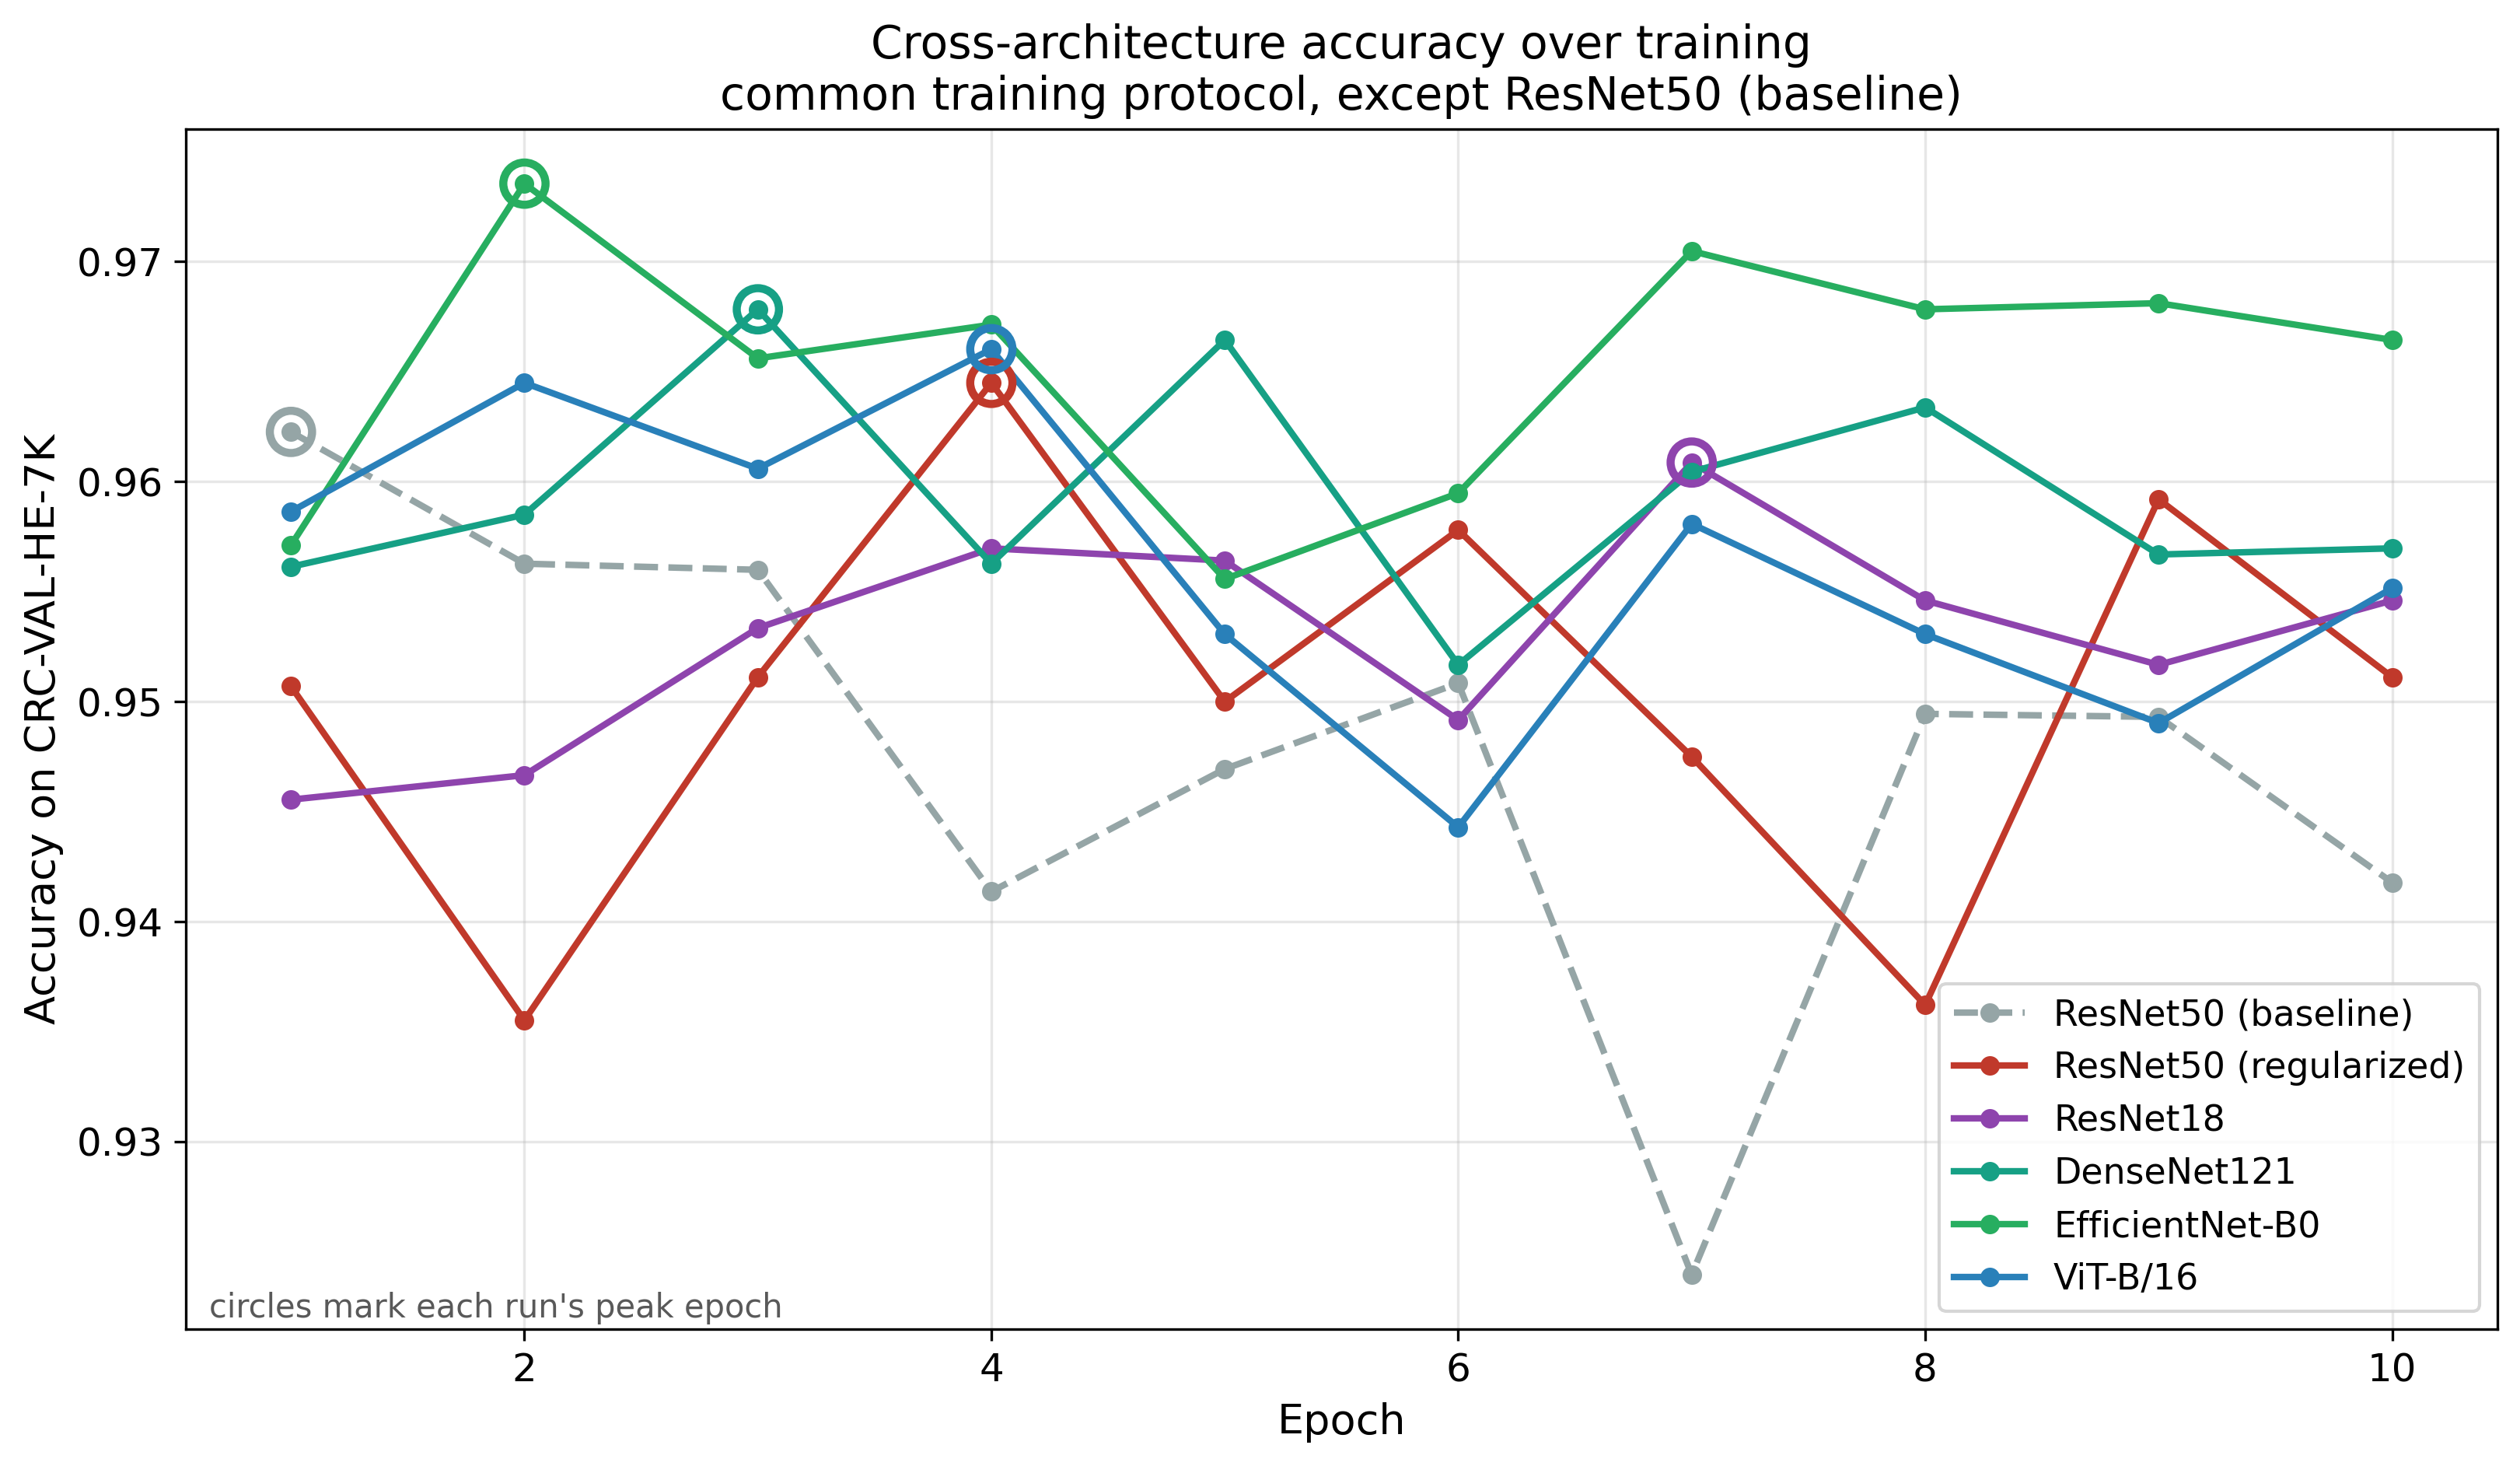 Cross-architecture accuracy over training
common training protocol, except ResNet50 (baseline)
Accuracy on CRC-VAL-HE-7K
0.97
0.96
0.95
0.94
0.93
circles mark each run's peak epoch
ResNet50 (baseline)
ResNet50 (regularized)
ResNet18
DenseNet121
EfficientNet-B0
ViT-B/16
2 4 6 8 10
Epoch